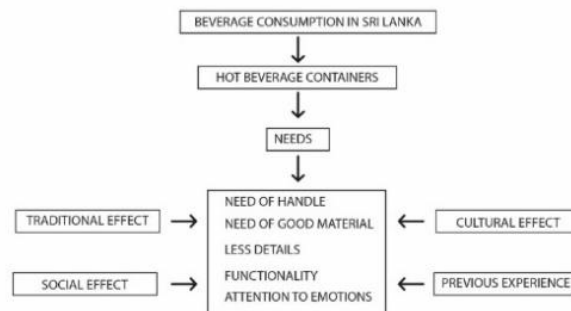 BEVERAGE CONSUMPTION IN SRI LANKA
HOT BEVERAGE CONTAINERS
NEEDS
NEED OF HANDLE
NEED OF GOOD MATERIAL
LESS DETAILS
FUNCTIONALITY
ATTENTION TO EMOTIONS
TRADITIONAL EFFECT
SOCIAL EFFECT
CULTURAL EFFECT
PREVIOUS EXPERIENCE